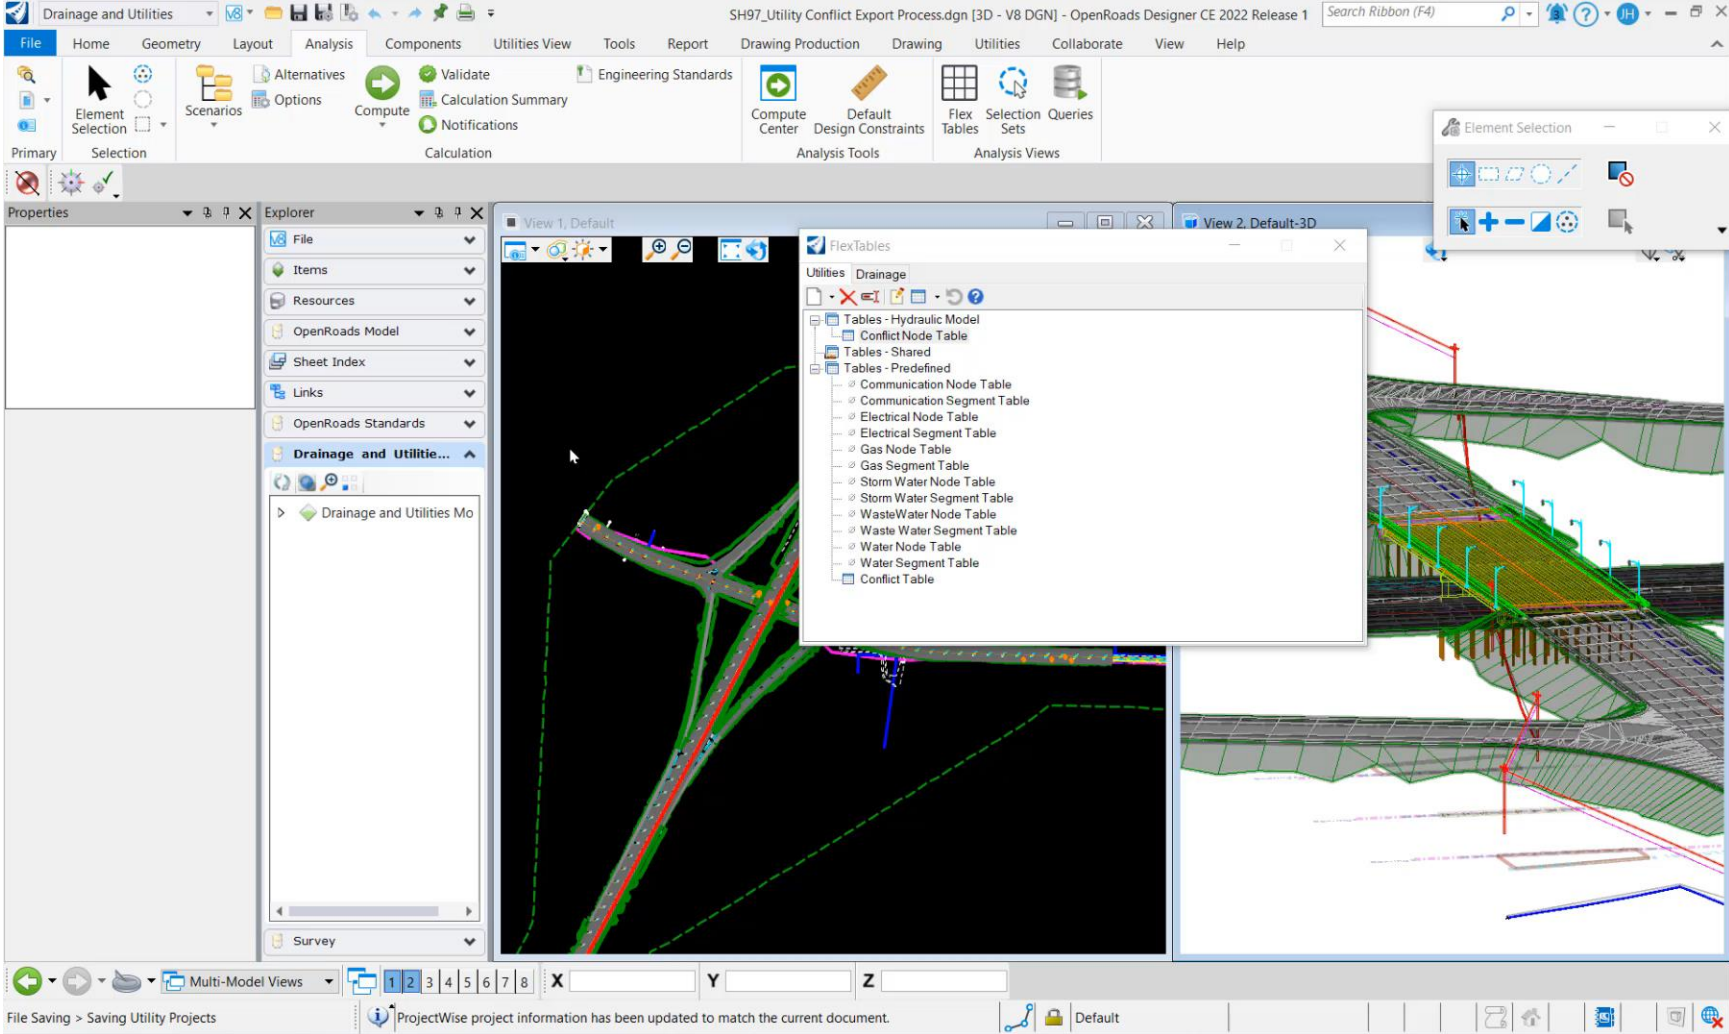 Drawing and Utilities
SH97_Utility Conflict Export Process.dgn [3D - V8 DGN] - OpenRoads Designer CE 2022 Release 1
Search Ribbon (F4)
JH
File Home Geometry Layout Analysis Components Utilities View Tools Report Drawing Production Drawing Utilities Collaborate View Help
Element Selection
Scenarios
Alternatives
Options
Compute
Validate
Calculation Summary
Notifications
Engineering Standards
Compute Center
Default Design Constraints
Flex Tables
Selection Sets
Queries
Primary Selection Calculation Analysis Tools Analysis Views
Element Selection
Properties
Explorer
File
Items
Resources
OpenRoads Model
Sheet Index
Links
OpenRoads Standards
Drainage and Utilitie...
Drainage and Utilities Mo
Survey
View 1, Default
View 2, Default-3D
FlexTables
Utilities Drainage
Tables - Hydraulic Model
Conflict Node Table
Tables - Shared
Tables - Predefined
Communication Node Table
Communication Segment Table
Electrical Node Table
Electrical Segment Table
Gas Node Table
Gas Segment Table
Storm Water Node Table
Storm Water Segment Table
WasteWater Node Table
Waste Water Segment Table
Water Node Table
Water Segment Table
Conflict Table
Multi-Model Views
1 2 3 4 5 6 7 8
X
Y
Z
File Saving > Saving Utility Projects
ProjectWise project information has been updated to match the current document.
Default